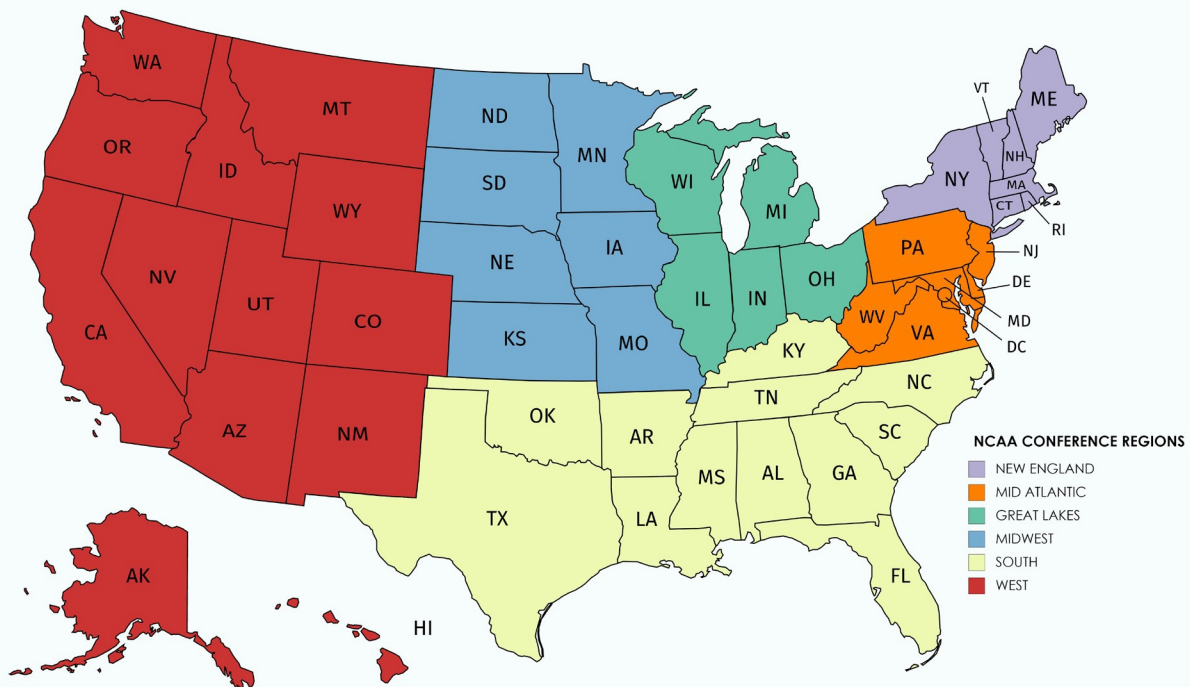 WA
MT
ND
MN
VT
ME
OR
ID
SD
WI
NH
NY
MA
WY
MI
CT
RI
NV
NE
IA
PA
NJ
UT
CO
IL
IN
OH
DE
CA
KS
MO
KY
WV
VA
MD
DC
AZ
NM
OK
AR
TN
NC
SC
TX
LA
MS
AL
GA
FL
AK
HI
NCAA CONFERENCE REGIONS
NEW ENGLAND
MID ATLANTIC
GREAT LAKES
MIDWEST
SOUTH
WEST